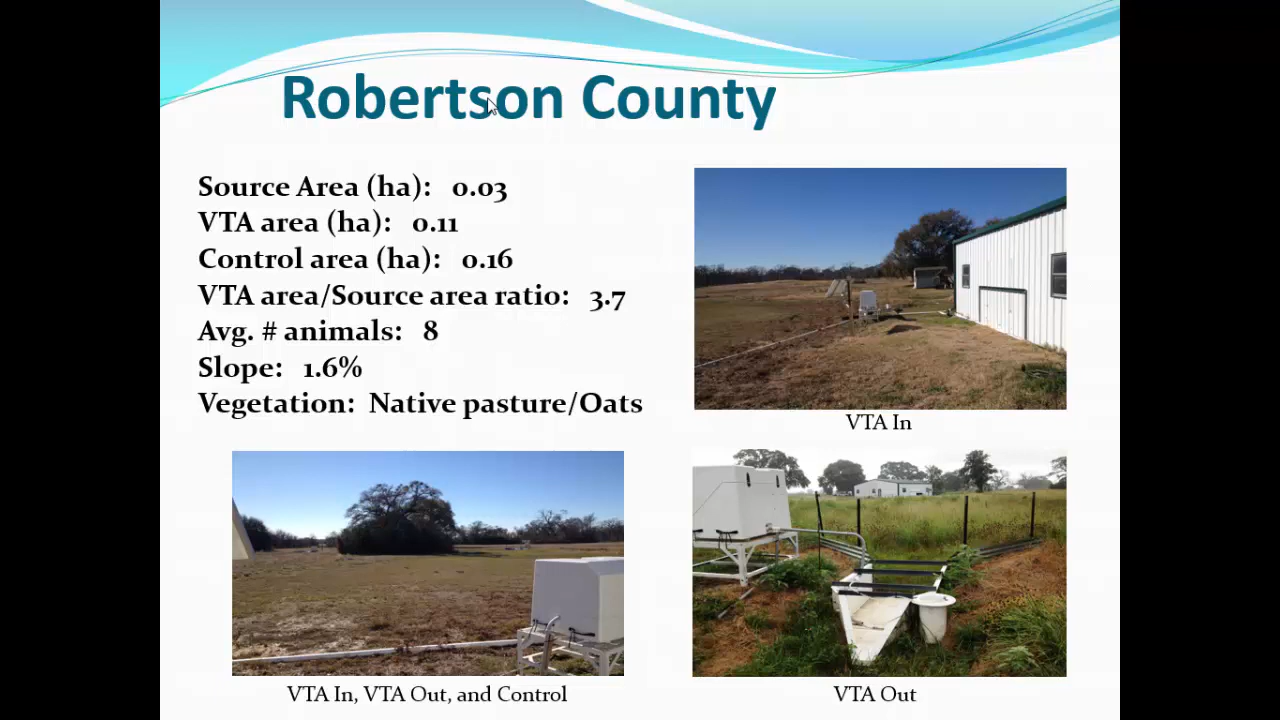 Robertson County
Source Area (ha): 0.03
VTA area (ha): 0.11
Control area (ha): 0.16
VTA area/Source area ratio: 3.7
Avg. # animals: 8
Slope: 1.6%
Vegetation: Native pasture/Oats
VTA In
VTA In, VTA Out, and Control
VTA Out